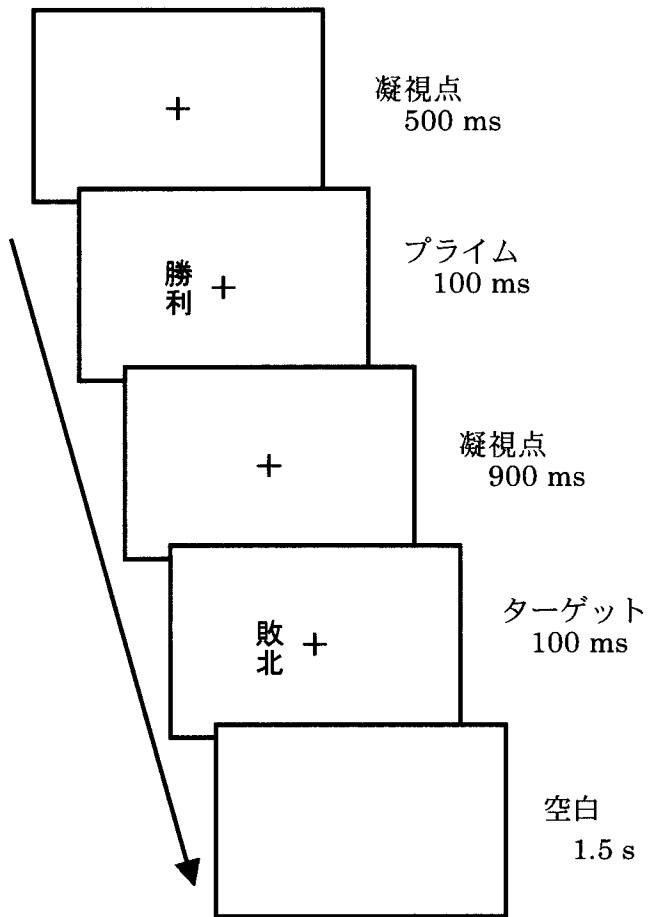 +
凝視点
500 ms
勝利
+
プライム
100 ms
+
凝視点
900 ms
敗北
+
ターゲット
100 ms
空白
1.5 s